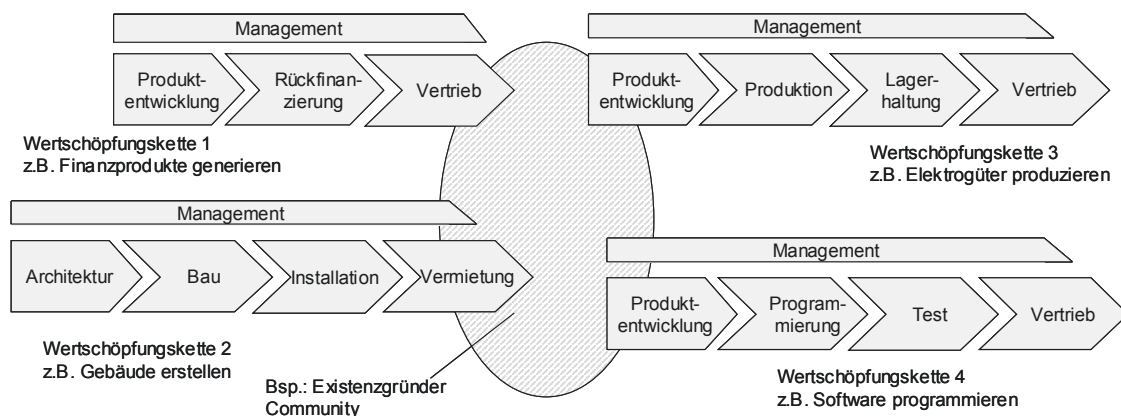 Management
Produkt-
entwicklung
Rückfinan-
zierung
Vertrieb
Wertschöpfungskette 1
z.B. Finanzprodukte generieren
Management
Produkt-
entwicklung
Produktion
Lager-
haltung
Vertrieb
Wertschöpfungskette 3
z.B. Elektrogüter produzieren
Management
Architektur
Bau
Installation
Vermietung
Wertschöpfungskette 2
z.B. Gebäude erstellen
Bsp.: Existenzgründer
Community
Management
Produkt-
entwicklung
Program-
mierung
Test
Vertrieb
Wertschöpfungskette 4
z.B. Software programmieren